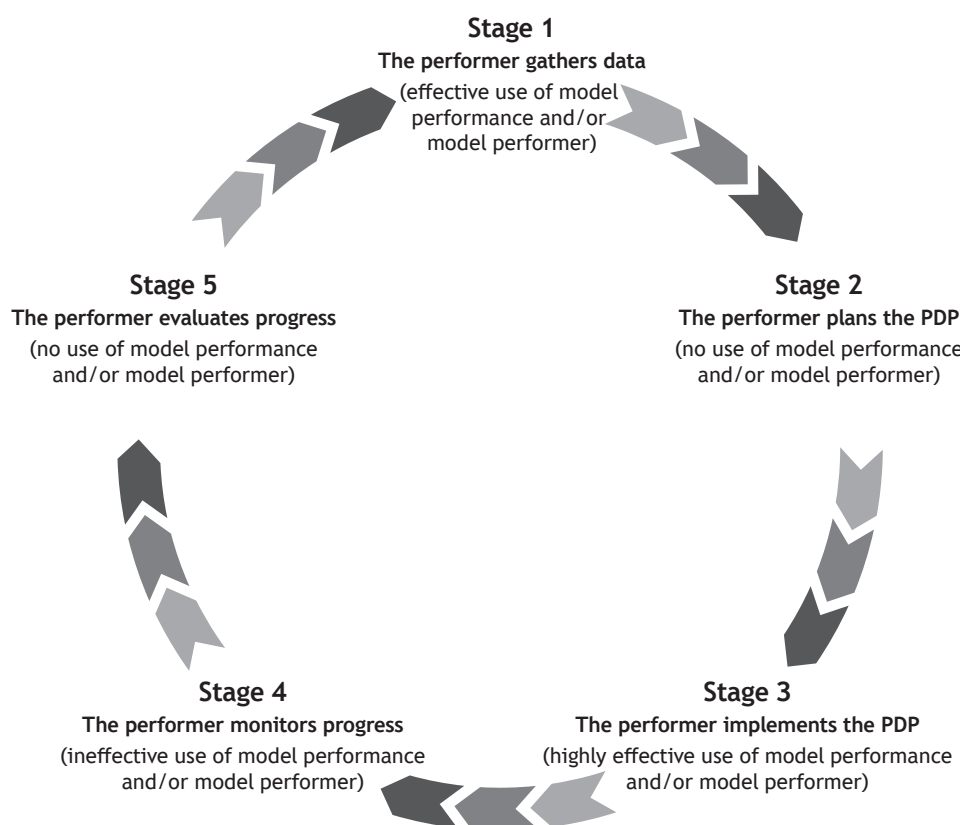 Stage 1
The performer gathers data
(effective use of model
performance and/or
model performer)
Stage 2
The performer plans the PDP
(no use of model performance
and/or model performer)
Stage 3
The performer implements the PDP
(highly effective use of model performance
and/or model performer)
Stage 4
The performer monitors progress
(ineffective use of model performance
and/or model performer)
Stage 5
The performer evaluates progress
(no use of model performance
and/or model performer)